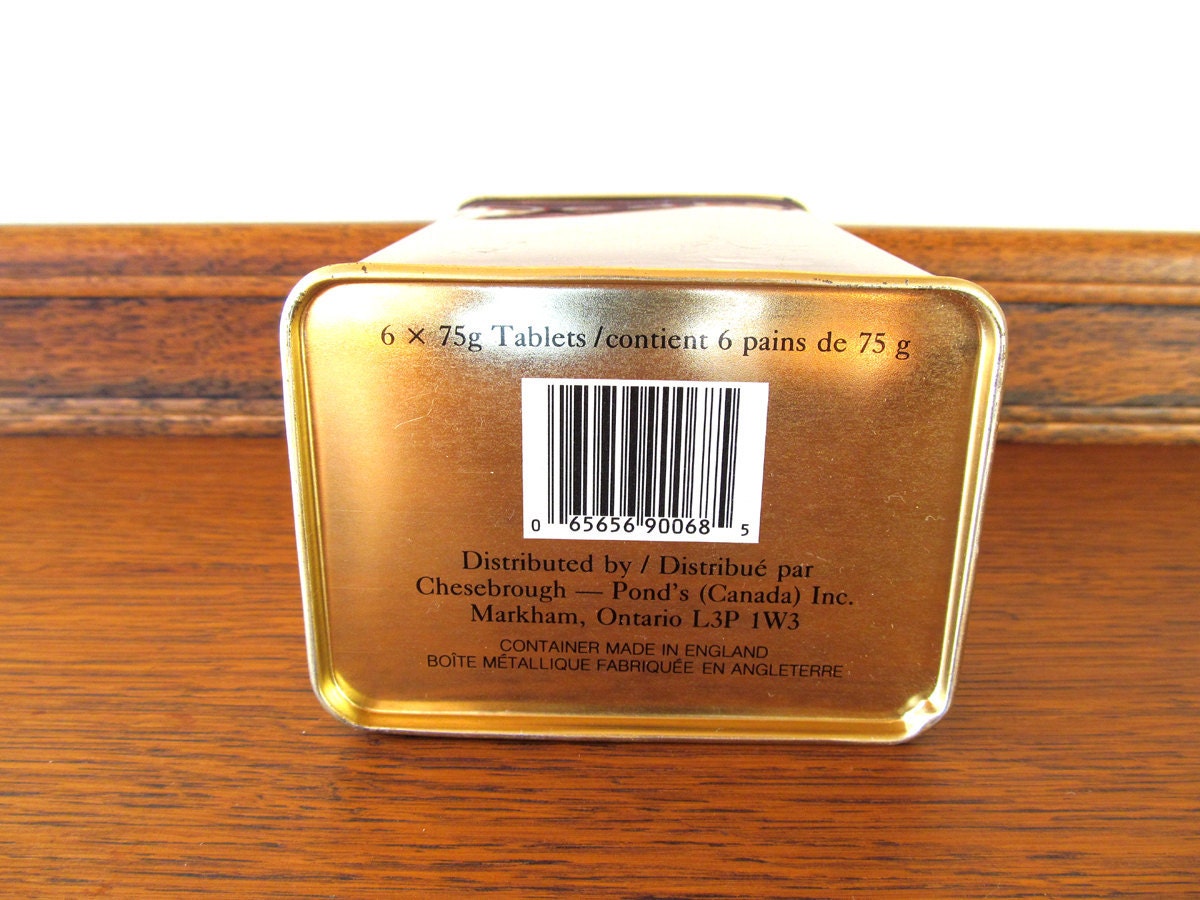 6 × 75g Tablets /contient 6 pains de 75 g
0 65656 90068 5
Distributed by / Distribué par
Chesebrough — Pond's (Canada) Inc.
Markham, Ontario L3P 1W3
CONTAINER MADE IN ENGLAND
BOÎTE MÉTALLIQUE FABRIQUÉE EN ANGLETERRE